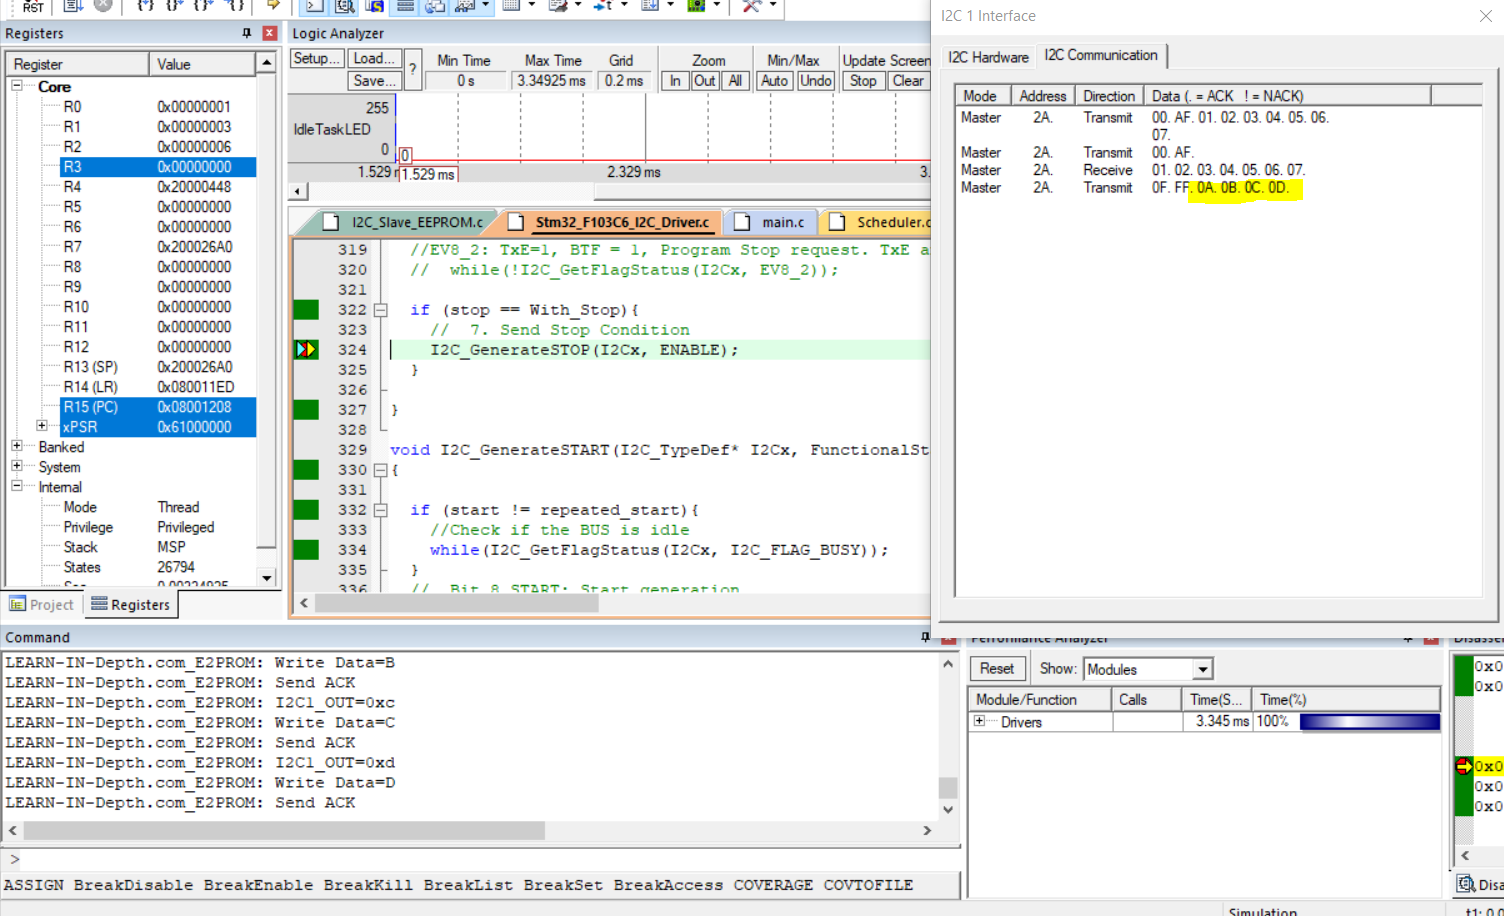 RST
Registers
Register Value
Core
R0 0x00000001
R1 0x00000003
R2 0x00000006
R3 0x00000000
R4 0x20000448
R5 0x00000000
R6 0x00000000
R7 0x200026A0
R8 0x00000000
R9 0x00000000
R10 0x00000000
R11 0x00000000
R12 0x00000000
R13 (SP) 0x200026A0
R14 (LR) 0x080011ED
R15 (PC) 0x08001208
xPSR 0x61000000
Banked
System
Internal
Mode Thread
Privilege Privileged
Stack MSP
States 26794
Project Registers
Logic Analyzer
Setup... Load... ? Min Time Max Time Grid Zoom Min/Max Update Screen
Save... 0 s 3.34925 ms 0.2 ms In Out All Auto Undo Stop Clear
255
IdleTaskLED
0 0
1.529 1.529 ms 2.329 ms 3.
I2C_Slave_EEPROM.c Stm32_F103C6_I2C_Driver.c main.c Scheduler.c
319 //EV8_2: TxE=1, BTF = 1, Program Stop request. TxE a
320 // while(!I2C_GetFlagStatus(I2Cx, EV8_2));
321
322 if (stop == With_Stop){
323 // 7. Send Stop Condition
324 I2C_GenerateSTOP(I2Cx, ENABLE);
325 }
326
327 }
328
329 void I2C_GenerateSTART(I2C_TypeDef* I2Cx, FunctionalSt
330 {
331
332 if (start != repeated_start){
333 //Check if the BUS is idle
334 while(I2C_GetFlagStatus(I2Cx, I2C_FLAG_BUSY));
335 }
336 // Bit 8 START: Start generation
I2C 1 Interface
I2C Hardware I2C Communication
Mode Address Direction Data (. = ACK ! = NACK)
Master 2A. Transmit 00. AF. 01. 02. 03. 04. 05. 06.
07.
Master 2A. Transmit 00. AF.
Master 2A. Receive 01. 02. 03. 04. 05. 06. 07.
Master 2A. Transmit 0F. FF. 0A. 0B. 0C. 0D.
Command
LEARN-IN-Depth.com_E2PROM: Write Data=B
LEARN-IN-Depth.com_E2PROM: Send ACK
LEARN-IN-Depth.com_E2PROM: I2C1_OUT=0xc
LEARN-IN-Depth.com_E2PROM: Write Data=C
LEARN-IN-Depth.com_E2PROM: Send ACK
LEARN-IN-Depth.com_E2PROM: I2C1_OUT=0xd
LEARN-IN-Depth.com_E2PROM: Write Data=D
LEARN-IN-Depth.com_E2PROM: Send ACK
>
ASSIGN BreakDisable BreakEnable BreakKill BreakList BreakSet BreakAccess COVERAGE COVTOFILE
Performance Analyzer
Reset Show: Modules
Module/Function Calls Time(S... Time(%)
Drivers 3.345 ms 100%
Disasse
0x0
0x0
0x0
0x0
0x0
Disa
Simulation